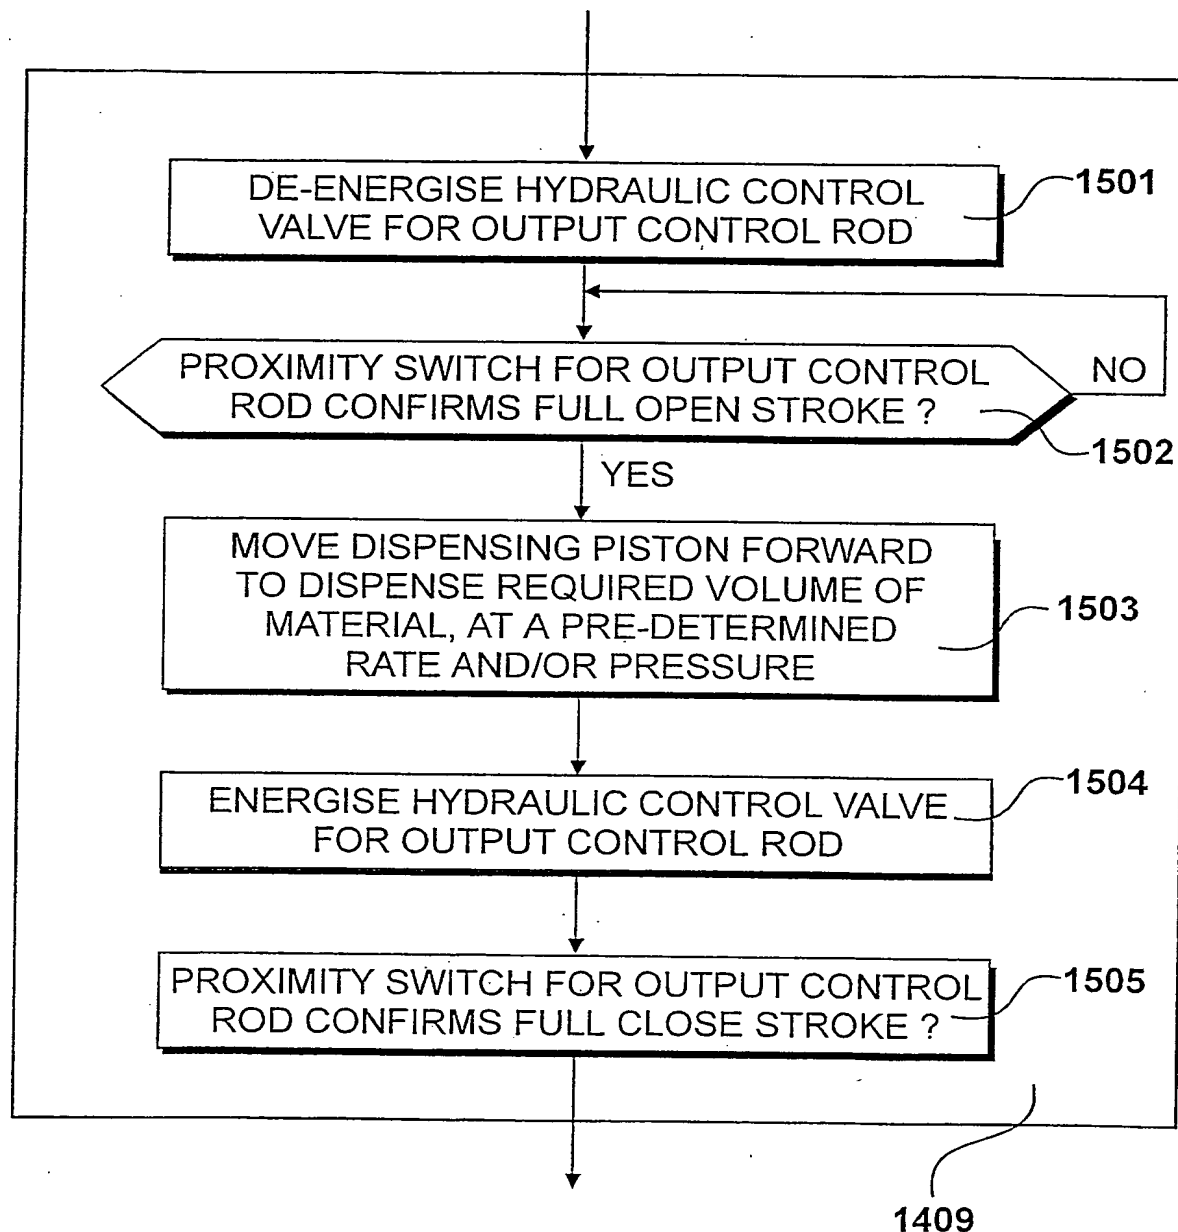 DE-ENERGISE HYDRAULIC CONTROL
VALVE FOR OUTPUT CONTROL ROD
1501
PROXIMITY SWITCH FOR OUTPUT CONTROL
ROD CONFIRMS FULL OPEN STROKE ?
NO
1502
YES
MOVE DISPENSING PISTON FORWARD
TO DISPENSE REQUIRED VOLUME OF
MATERIAL, AT A PRE-DETERMINED
RATE AND/OR PRESSURE
1503
ENERGISE HYDRAULIC CONTROL VALVE
FOR OUTPUT CONTROL ROD
1504
PROXIMITY SWITCH FOR OUTPUT CONTROL
ROD CONFIRMS FULL CLOSE STROKE ?
1505
1409